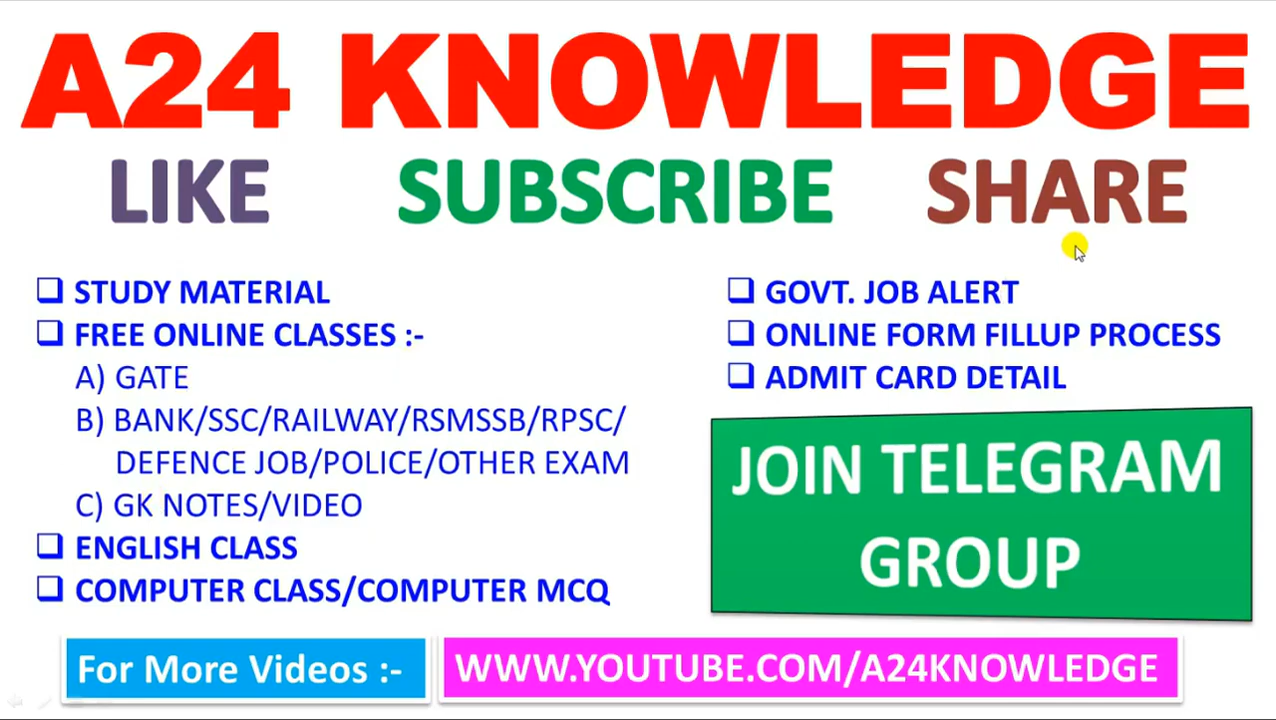 A24 KNOWLEDGE
LIKE SUBSCRIBE SHARE
STUDY MATERIAL
FREE ONLINE CLASSES :-
A) GATE
B) BANK/SSC/RAILWAY/RSMSSB/RPSC/
DEFENCE JOB/POLICE/OTHER EXAM
C) GK NOTES/VIDEO
ENGLISH CLASS
COMPUTER CLASS/COMPUTER MCQ
GOVT. JOB ALERT
ONLINE FORM FILLUP PROCESS
ADMIT CARD DETAIL
JOIN TELEGRAM
GROUP
For More Videos :-
WWW.YOUTUBE.COM/A24KNOWLEDGE